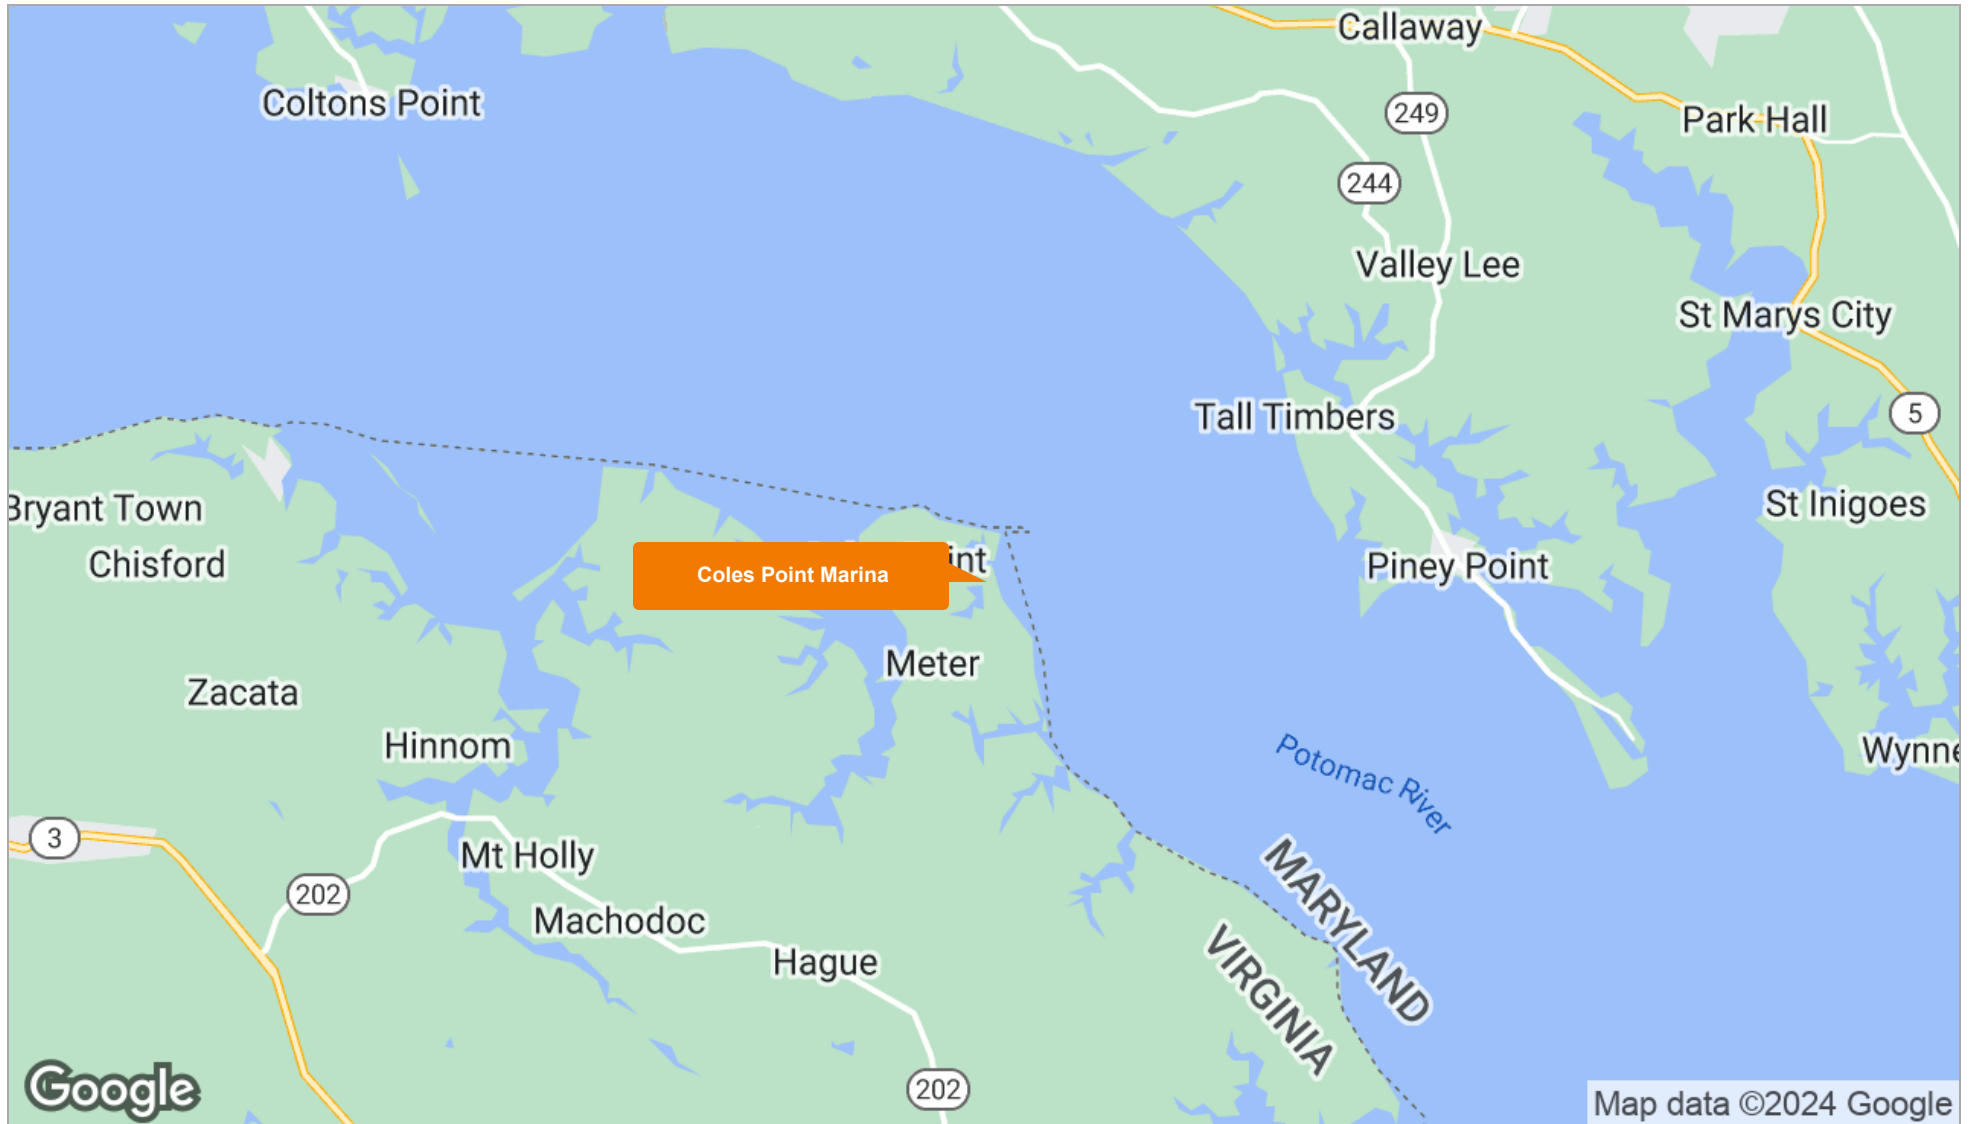 Callaway
Coltons Point
249
Park Hall
244
Valley Lee
St Marys City
Tall Timbers
5
Bryant Town
St Inigoes
Chisford
int
Coles Point Marina
Piney Point
Meter
Zacata
Hinnom
Potomac River
Wynne
3
Mt Holly
202
MARYLAND
Machodoc
VIRGINIA
Hague
Google
202
Map data ©2024 Google